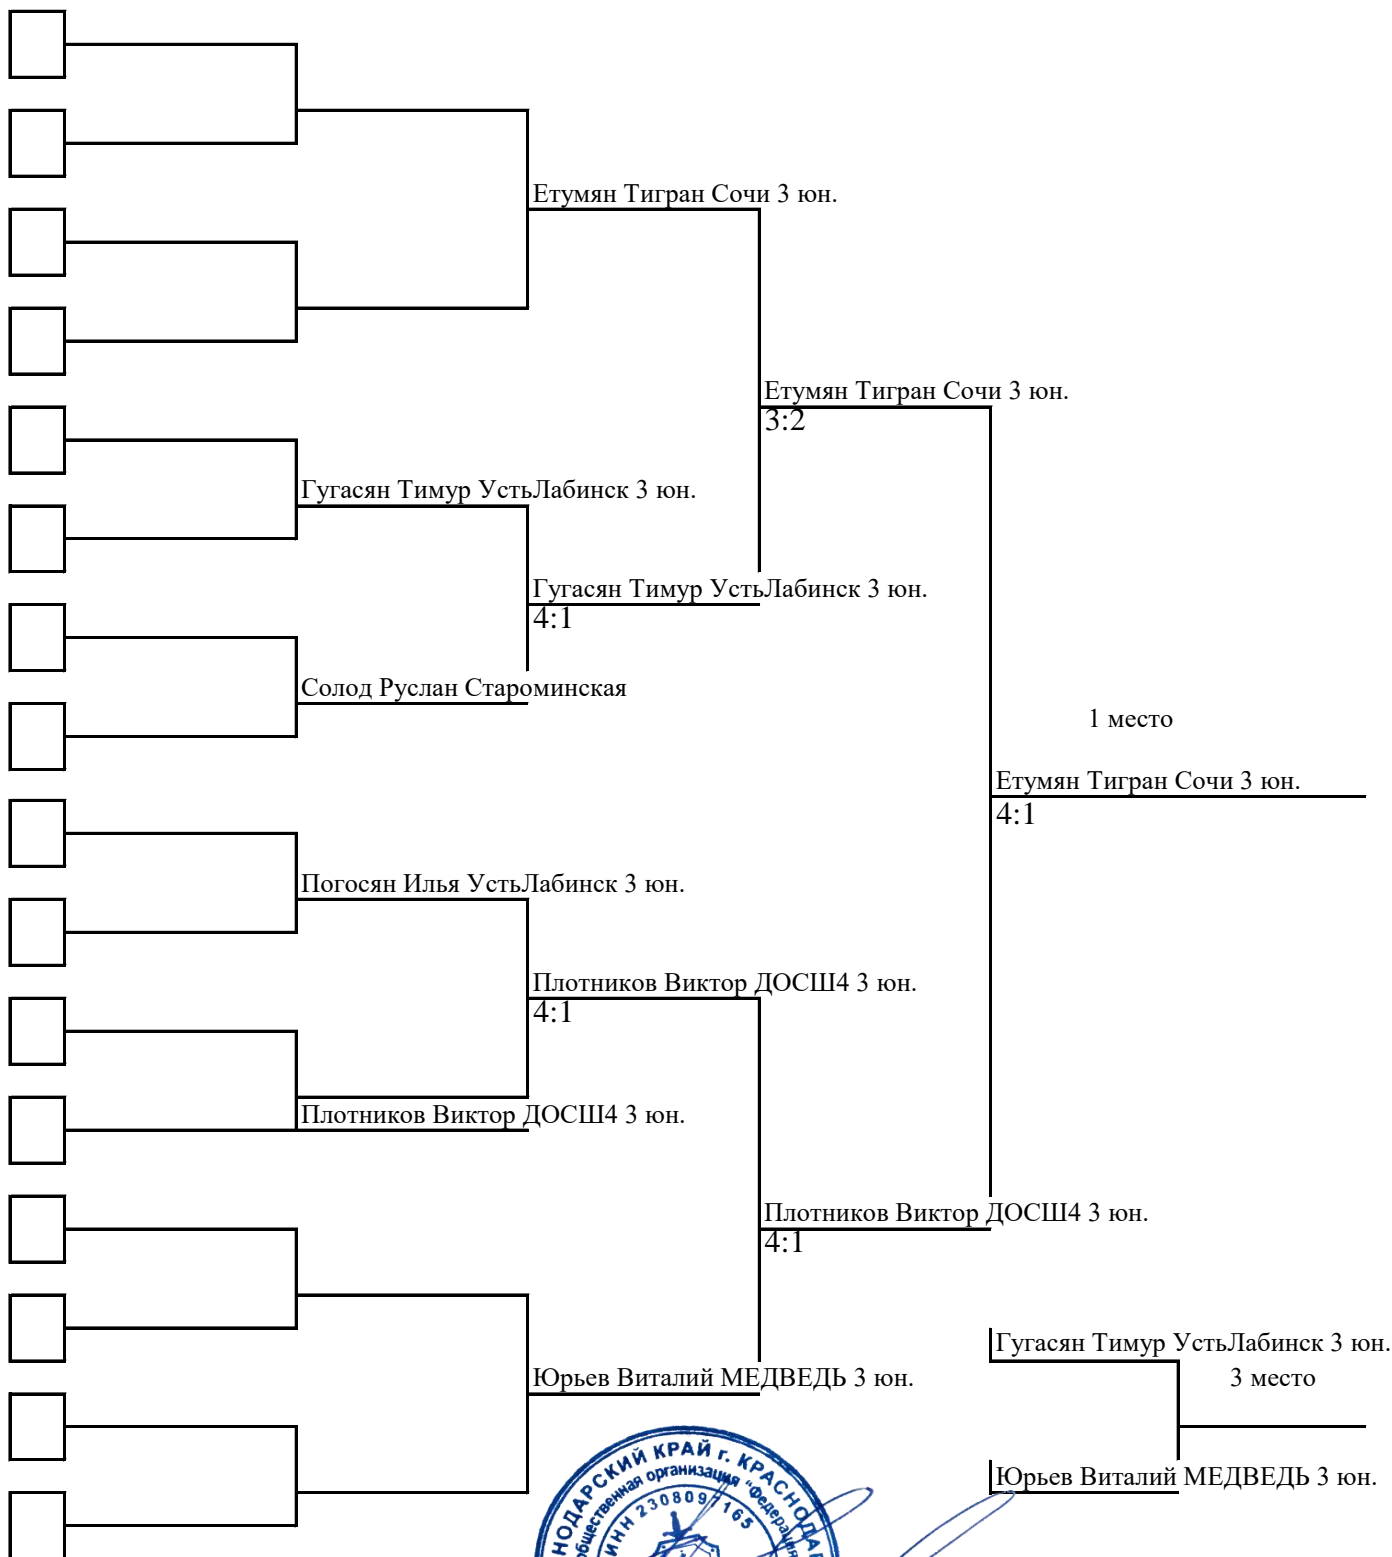 Етумян Тигран Сочи 3 юн.
Етумян Тигран Сочи 3 юн.
3:2
Гугасян Тимур УстьЛабинск 3 юн.
Гугасян Тимур УстьЛабинск 3 юн.
4:1
Солод Руслан Староминская
1 место
Етумян Тигран Сочи 3 юн.
4:1
Погосян Илья УстьЛабинск 3 юн.
Плотников Виктор ДОСШ4 3 юн.
4:1
Плотников Виктор ДОСШ4 3 юн.
Плотников Виктор ДОСШ4 3 юн.
4:1
Гугасян Тимур УстьЛабинск 3 юн.
Юрьев Виталий МЕДВЕДЬ 3 юн.
3 место
Юрьев Виталий МЕДВЕДЬ 3 юн.
КРАЙ г.
общественная организация "Федерация
ИНН 2308097165